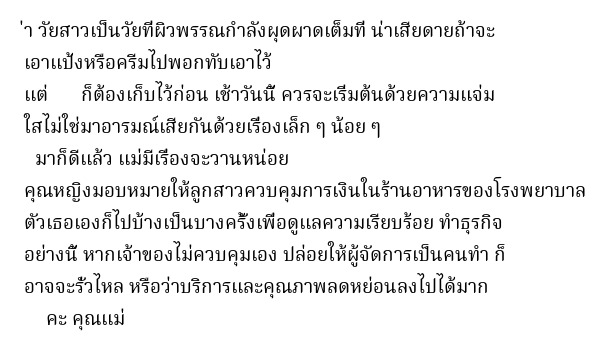 ่า วัยสาวเป็นวัยที่ผิวพรรณกำลังผุดผาดเต็มที่ น่าเสียดายถ้าจะ
เอาแป้งหรือครีมไปพอกทับเอาไว้
แต่ ก็ต้องเก็บไว้ก่อน เช้าวันนี้ ควรจะเริ่มต้นด้วยความแจ่ม
ใสไม่ใช่มาอารมณ์เสียกันด้วยเรื่องเล็ก ๆ น้อย ๆ
มาก็ดีแล้ว แม่มีเรื่องจะวานหน่อย
คุณหญิงมอบหมายให้ลูกสาวควบคุมการเงินในร้านอาหารของโรงพยาบาล
ตัวเธอเองก็ไปบ้างเป็นบางครั้งเพื่อดูแลความเรียบร้อย ทำธุรกิจ
อย่างนี้ หากเจ้าของไม่ควบคุมเอง ปล่อยให้ผู้จัดการเป็นคนทำ ก็
อาจจะรั่วไหล หรือว่าบริการและคุณภาพลดหย่อนลงไปได้มาก
คะ คุณแม่